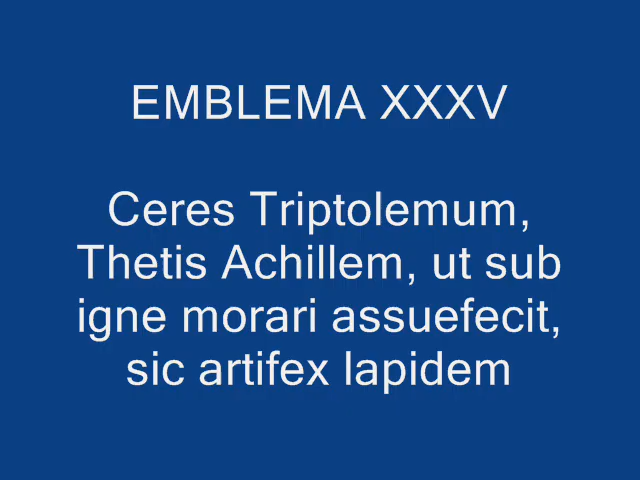 EMBLEMA XXXV
Ceres Triptolemum,
Thetis Achillem, ut sub
igne morari assuefecit,
sic artifex lapidem